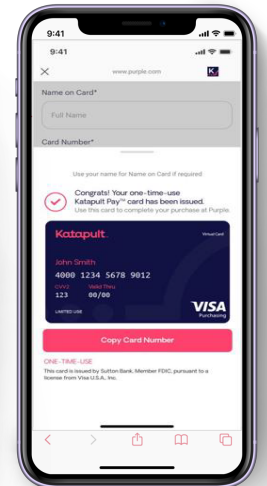 9:41
9:41
www.purple.com
K
Name on Card*
Full Name
Card Number*
Use your name for Name on Card if required
Congrats! Your one-time-use
Katapult Pay™ card has been issued.
Use this card to complete your purchase at Purple.
Katapult
Virtual Card
John Smith
4000 1234 5678 9012
CVV2 Valid Thru
123 00/00
LIMITED USE
VISA
Purchasing
Copy Card Number
ONE-TIME-USE
This card is issued by Sutton Bank, Member FDIC, pursuant to a
license from Visa U.S.A., Inc.